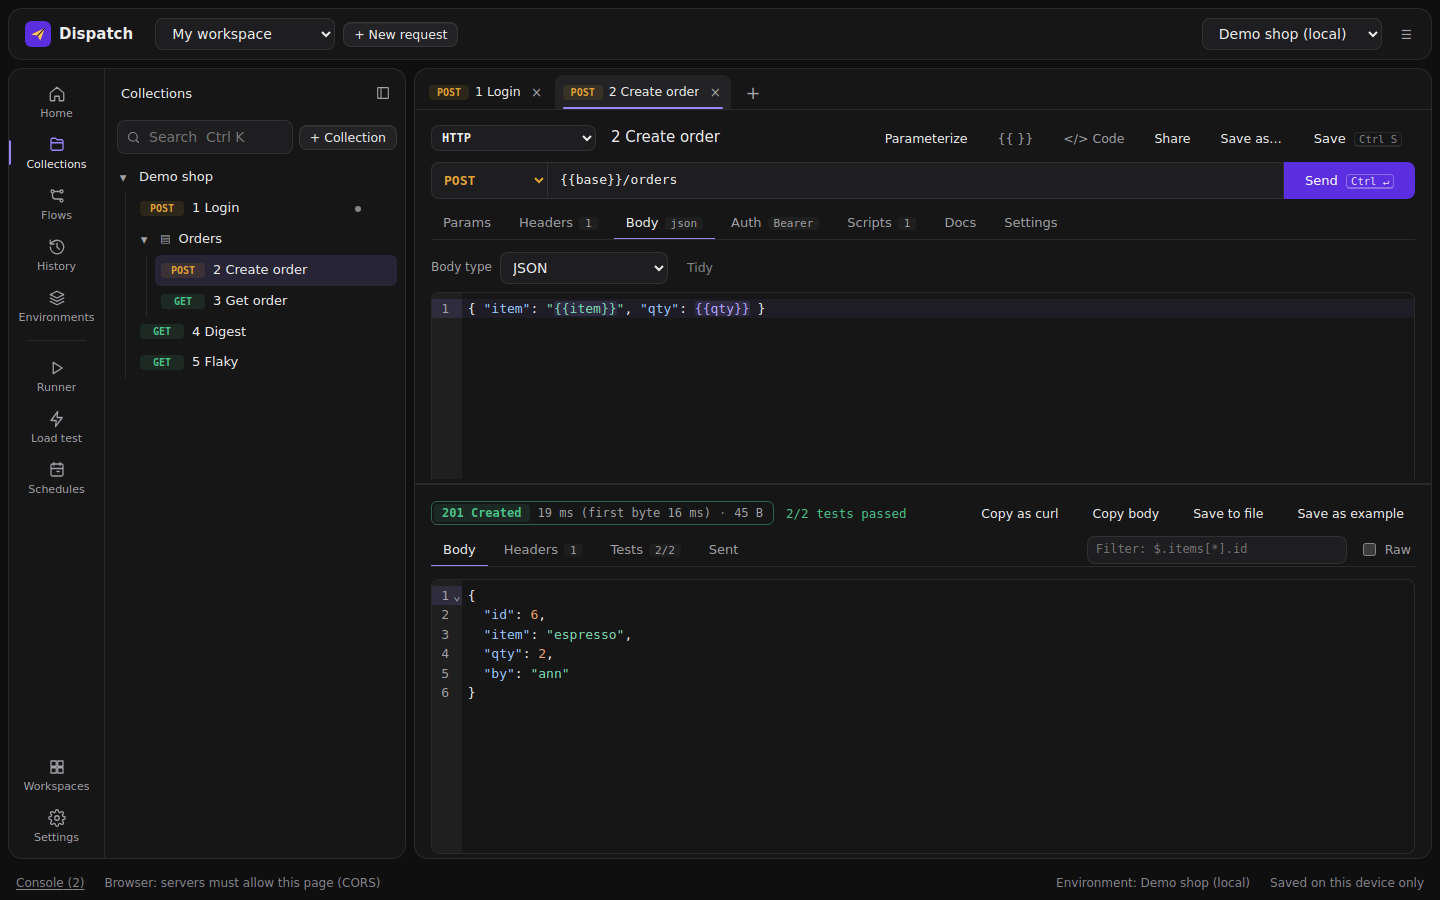 Dispatch My workspace + New request Demo shop (local) ☰
Home
Collections
Flows
History
Environments
Runner
Load test
Schedules
Workspaces
Settings
Collections
Search Ctrl K + Collection
▼ Demo shop
POST 1 Login
▼ Orders
POST 2 Create order
GET 3 Get order
GET 4 Digest
GET 5 Flaky
POST 1 Login × POST 2 Create order × +
HTTP 2 Create order Parameterize {{ }} </> Code Share Save as... Save Ctrl S
POST {{base}}/orders Send Ctrl ↵
Params Headers 1 Body json Auth Bearer Scripts 1 Docs Settings
Body type JSON Tidy
1 { "item": "{{item}}", "qty": {{qty}} }
201 Created 19 ms (first byte 16 ms) · 45 B 2/2 tests passed Copy as curl Copy body Save to file Save as example
Body Headers 1 Tests 2/2 Sent Filter: $.items[*].id Raw
1 {
2 "id": 6,
3 "item": "espresso",
4 "qty": 2,
5 "by": "ann"
6 }
Console (2) Browser: servers must allow this page (CORS) Environment: Demo shop (local) Saved on this device only